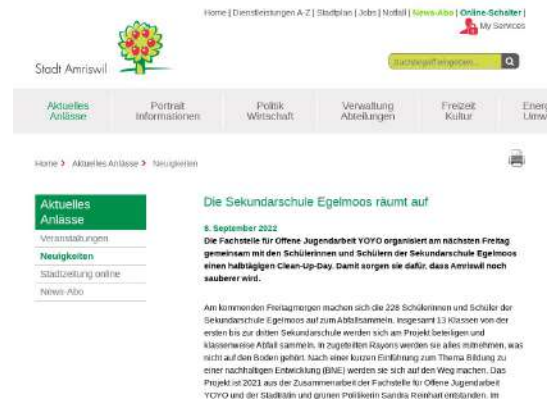 Home | Dienstleistungen A-Z | Stadtplan | Jobs | Notfall | News-Abo | Online-Schalter |
My Services
Stadt Amriswil
Suchbegriff eingeben...
Aktuelles Anlässe
Portrait Informationen
Politik Wirtschaft
Verwaltung Abteilungen
Freizeit Kultur
Energ Umw
Home > Aktuelles Anlässe > Neuigkeiten
Aktuelles
Anlässe
Veranstaltungen
Neuigkeiten
Stadtzeitung online
News-Abo
Die Sekundarschule Egelmoos räumt auf
6. September 2022
Die Fachstelle für Offene Jugendarbeit YOYO organisiert am nächsten Freitag
gemeinsam mit den Schülerinnen und Schülern der Sekundarschule Egelmoos
einen halbtägigen Clean-Up-Day. Damit sorgen sie dafür, dass Amriswil noch
sauberer wird.
Am kommenden Freitagmorgen machen sich die 228 Schülerinnen und Schüler der
Sekundarschule Egelmoos auf zum Abfallsammeln. Insgesamt 13 Klassen von der
ersten bis zur dritten Sekundarschule werden sich am Projekt beteiligen und
klassenweise Abfall sammeln. In zugeteilten Rayons werden sie alles mitnehmen, was
nicht auf den Boden gehört. Nach einer kurzen Einführung zum Thema Bildung zu
einer nachhaltigen Entwicklung (BNE) werden sie sich auf den Weg machen. Das
Projekt ist 2021 aus der Zusammenarbeit der Fachstelle für Offene Jugendarbeit
YOYO und der Stadträtin und grünen Politikerin Sandra Reinhart entstanden. Im